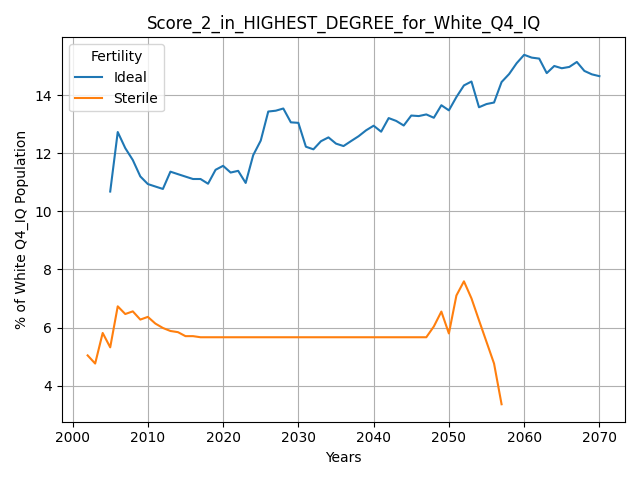 Score_2_in_HIGHEST_DEGREE_for_White_Q4_IQ
Fertility
Ideal
Sterile
% of White Q4_IQ Population
14
12
10
8
6
4
2000 2010 2020 2030 2040 2050 2060 2070
Years